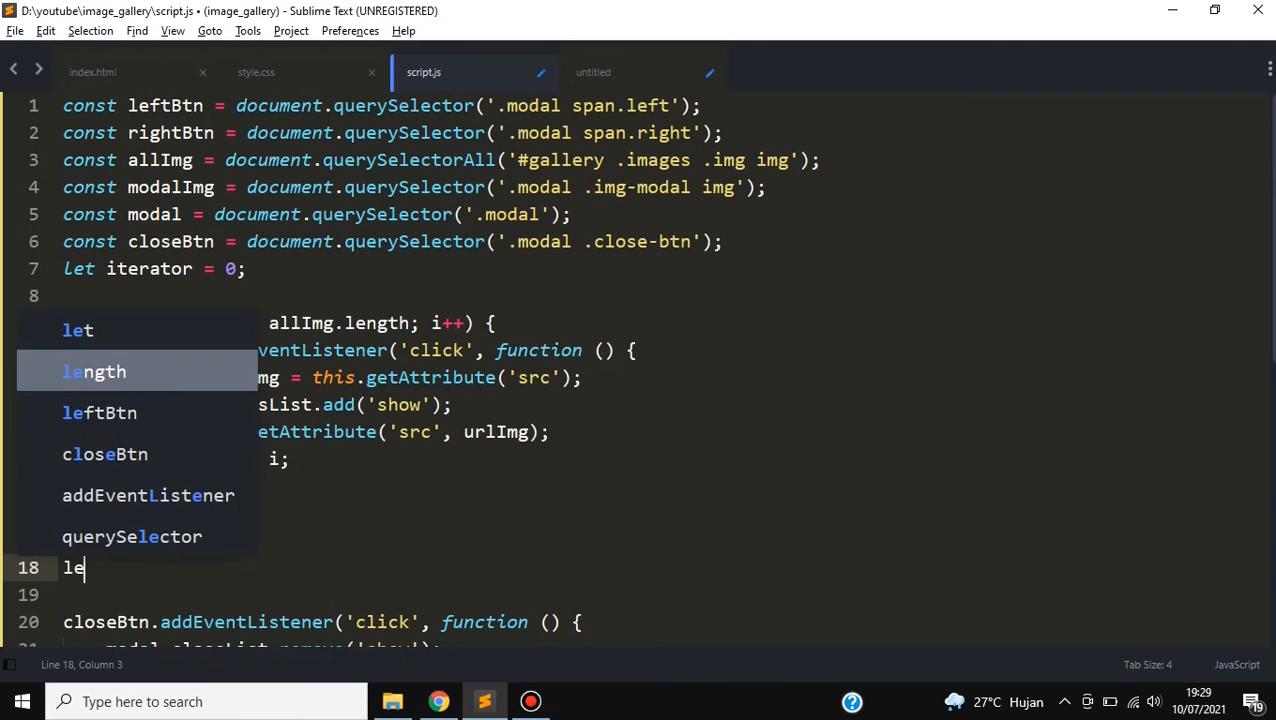 D:\youtube\image_gallery\script.js • (image_gallery) - Sublime Text (UNREGISTERED)
File Edit Selection Find View Goto Tools Project Preferences Help
index.html style.css script.js untitled
1 const leftBtn = document.querySelector('.modal span.left');
2 const rightBtn = document.querySelector('.modal span.right');
3 const allImg = document.querySelectorAll('#gallery .images .img img');
4 const modalImg = document.querySelector('.modal .img-modal img');
5 const modal = document.querySelector('.modal');
6 const closeBtn = document.querySelector('.modal .close-btn');
7 let iterator = 0;
8
allImg.length; i++) {
let
ventListener('click', function () {
length
mg = this.getAttribute('src');
sList.add('show');
leftBtn
etAttribute('src', urlImg);
closeBtn
i;
addEventListener
querySelector
18 le
19
20 closeBtn.addEventListener('click', function () {
Line 18, Column 3 Tab Size: 4 JavaScript
Type here to search
27°C Hujan
19:29
10/07/2021
19